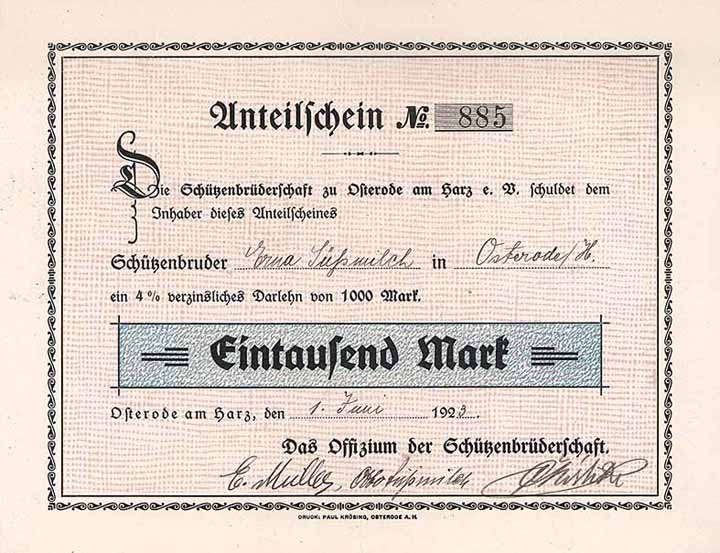 Anteilschein No. 885
Die Schützenbrüderschaft zu Osterode am Harz e. V. schuldet dem
Inhaber dieses Anteilscheines
Schützenbruder Erna Süßmilch in Osterode/H.
ein 4% verzinsliches Darlehn von 1000 Mark.
Eintausend Mark
Osterode am Harz, den 1. Juni 1923.
Das Offizium der Schützenbrüderschaft.
E. Müller, Otto Süßmilch
DRUCK: PAUL KRÖSING, OSTERODE A. H.